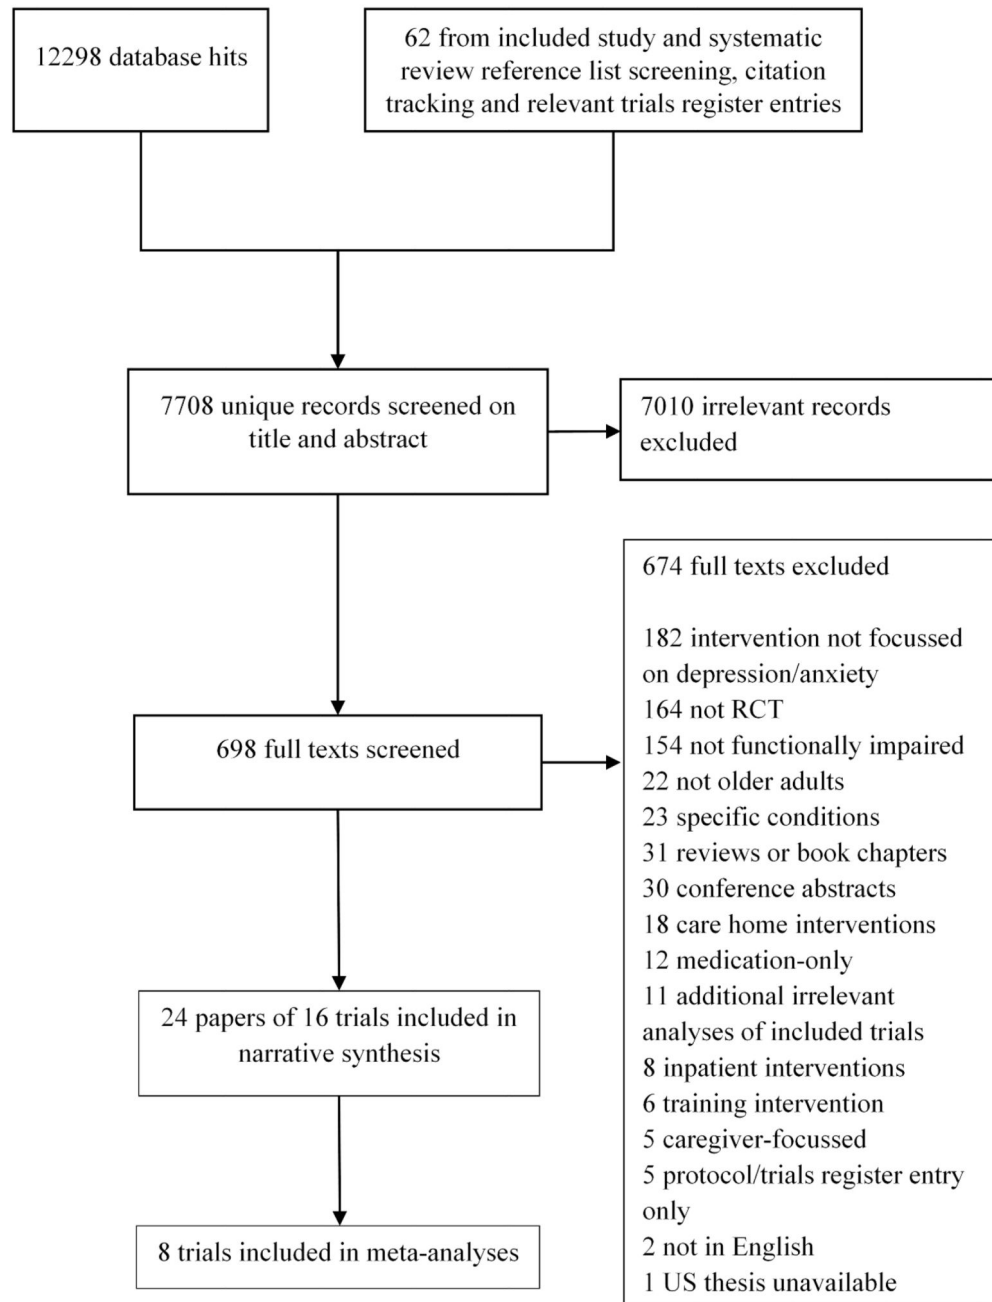 12298 database hits
62 from included study and systematic
review reference list screening, citation
tracking and relevant trials register entries
7708 unique records screened on
title and abstract
7010 irrelevant records
excluded
698 full texts screened
674 full texts excluded
182 intervention not focussed
on depression/anxiety
164 not RCT
154 not functionally impaired
22 not older adults
23 specific conditions
31 reviews or book chapters
30 conference abstracts
18 care home interventions
12 medication-only
11 additional irrelevant
analyses of included trials
8 inpatient interventions
6 training intervention
5 caregiver-focussed
5 protocol/trials register entry
only
2 not in English
1 US thesis unavailable
24 papers of 16 trials included in
narrative synthesis
8 trials included in meta-analyses